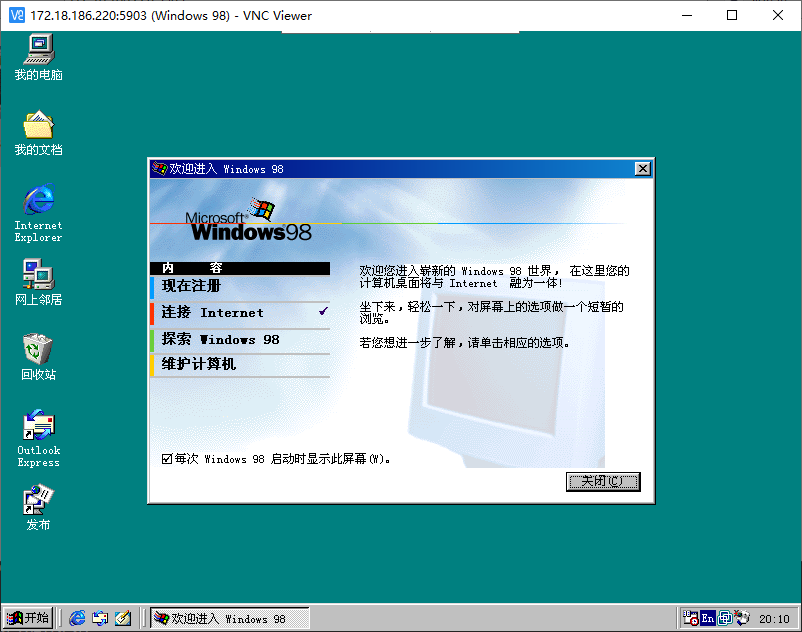 172.18.186.220:5903 (Windows 98) - VNC Viewer
我的电脑
我的文档
Internet
Explorer
网上邻居
回收站
Outlook
Express
发布
欢迎进入 Windows 98
Microsoft®
Windows98
内 容
现在注册
连接 Internet
探索 Windows 98
维护计算机
欢迎您进入崭新的 Windows 98 世界， 在这里您的
计算机桌面将与 Internet 融为一体!
坐下来，轻松一下，对屏幕上的选项做一个短暂的
浏览。
若您想进一步了解，请单击相应的选项。
每次 Windows 98 启动时显示此屏幕(W)。
关闭(C)
开始
欢迎进入 Windows 98
En
20:10